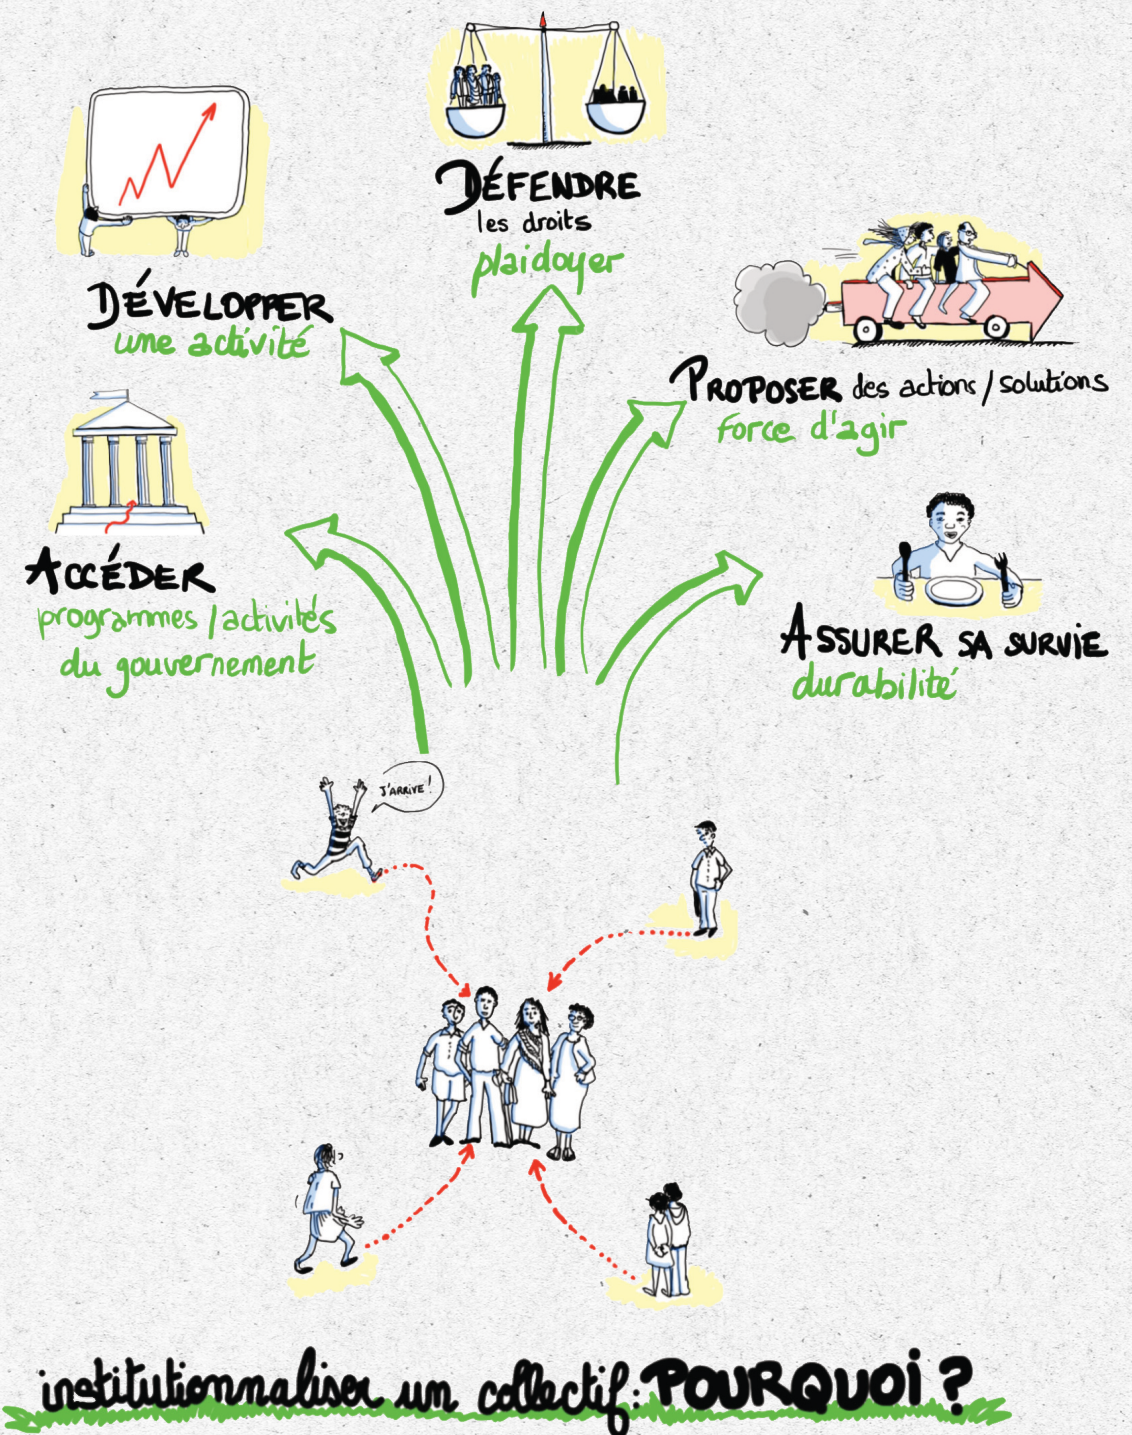 DÉFENDRE
les droits
plaidoyer
DÉVELOPPER
une activité
PROPOSER des actions / solutions
force d'agir
ACCÉDER
programmes / activités
du gouvernement
ASSURER SA SURVIE
durabilité
J'ARRIVE !
institutionnaliser un collectif : POURQUOI ?